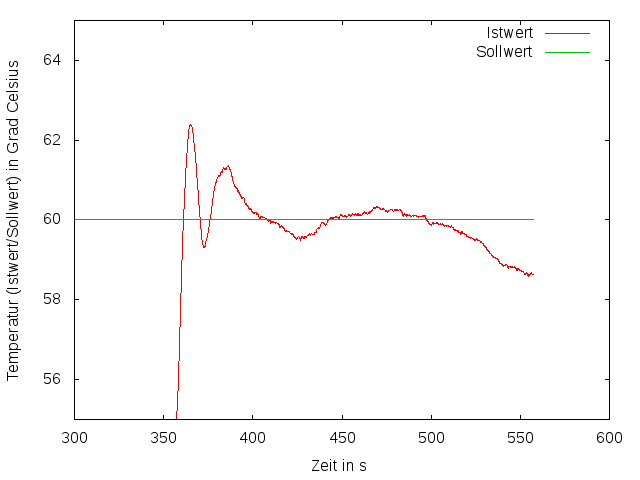 Istwert
Sollwert
Temperatur (Istwert/Sollwert) in Grad Celsius
64
62
60
58
56
300 350 400 450 500 550 600
Zeit in s